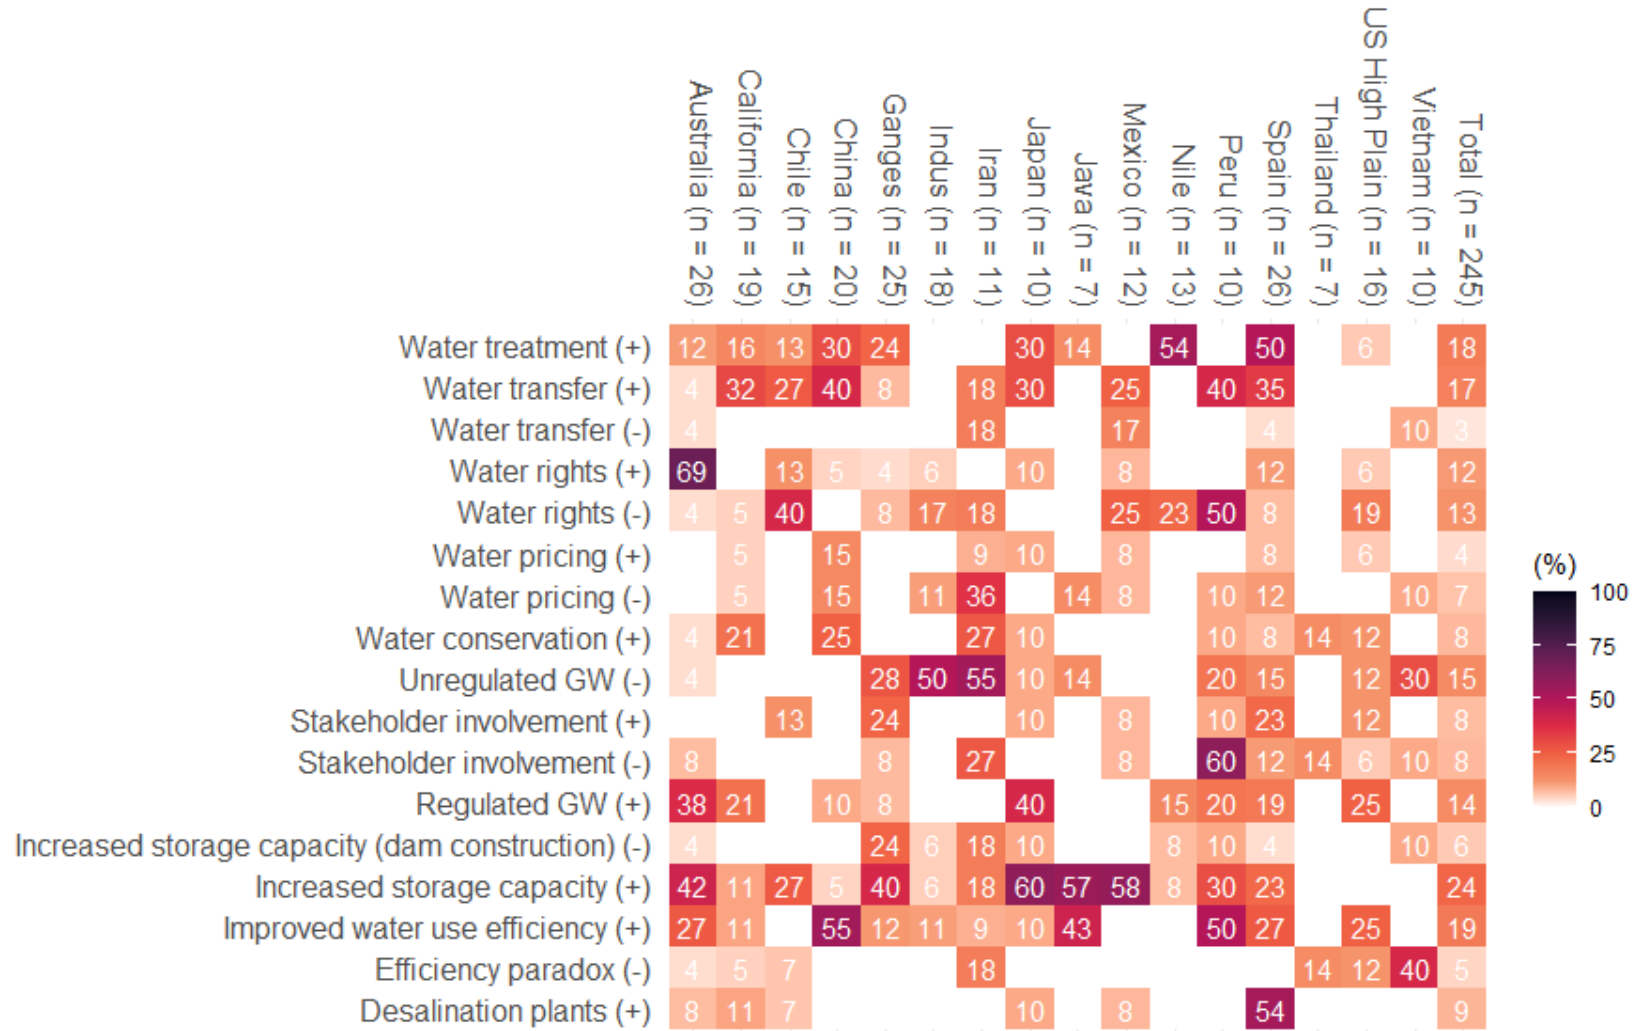 Australia (n = 26)
California (n = 19)
Chile (n = 15)
China (n = 20)
Ganges (n = 25)
Indus (n = 18)
Iran (n = 11)
Japan (n = 10)
Java (n = 7)
Mexico (n = 12)
Nile (n = 13)
Peru (n = 10)
Spain (n = 26)
Thailand (n = 7)
US High Plain (n = 16)
Vietnam (n = 10)
Total (n = 245)
Water treatment (+) 12 16 13 30 24 30 14 54 50 6 18
Water transfer (+) 4 32 27 40 8 18 30 25 40 35 17
Water transfer (-) 4 18 17 4 10 3
Water rights (+) 69 13 5 4 6 10 8 12 6 12
Water rights (-) 4 5 40 8 17 18 25 23 50 8 19 13
Water pricing (+) 5 15 9 10 8 8 6 4
Water pricing (-) 5 15 11 36 14 8 10 12 10 7
Water conservation (+) 4 21 25 27 10 10 8 14 12 8
Unregulated GW (-) 4 28 50 55 10 14 20 15 12 30 15
Stakeholder involvement (+) 13 24 10 8 10 23 12 8
Stakeholder involvement (-) 8 8 27 8 60 12 14 6 10 8
Regulated GW (+) 38 21 10 8 40 15 20 19 25 14
Increased storage capacity (dam construction) (-) 4 24 6 18 10 8 10 4 10 6
Increased storage capacity (+) 42 11 27 5 40 6 18 60 57 58 8 30 23 24
Improved water use efficiency (+) 27 11 55 12 11 9 10 43 50 27 25 19
Efficiency paradox (-) 4 5 7 18 14 12 40 5
Desalination plants (+) 8 11 7 10 8 54 9
(%)
100
75
50
25
0